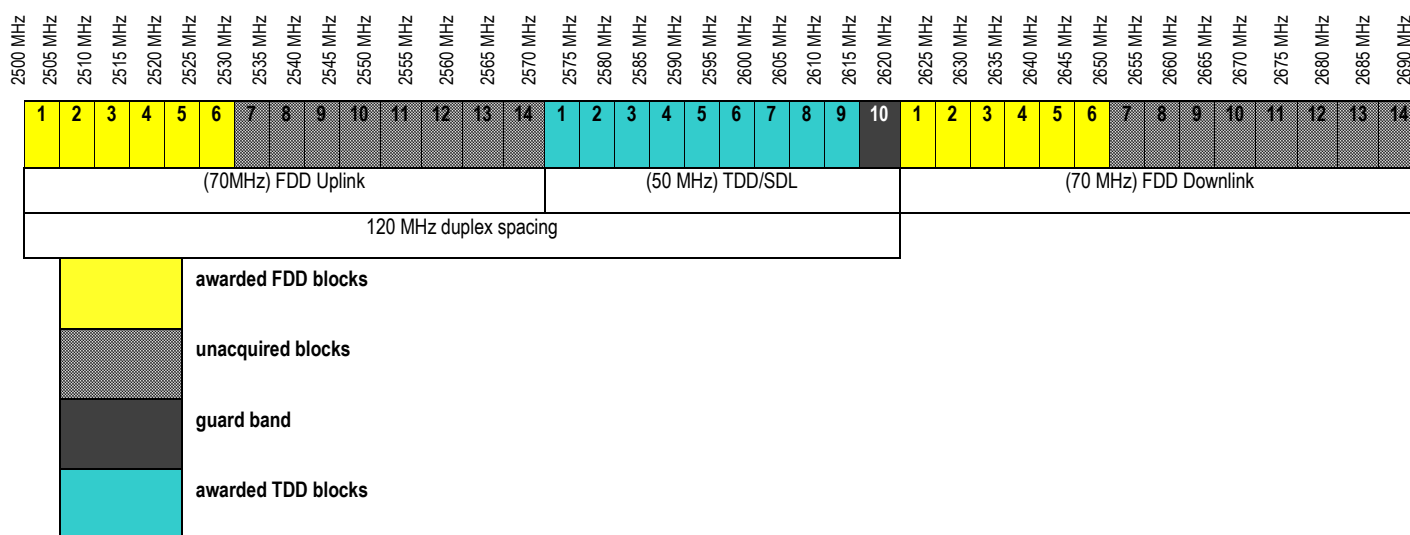 2500 MHz 2505 MHz 2510 MHz 2515 MHz 2520 MHz 2525 MHz 2530 MHz 2535 MHz 2540 MHz 2545 MHz 2550 MHz 2555 MHz 2560 MHz 2565 MHz 2570 MHz 2575 MHz 2580 MHz 2585 MHz 2590 MHz 2595 MHz 2600 MHz 2605 MHz 2610 MHz 2615 MHz 2620 MHz 2625 MHz 2630 MHz 2635 MHz 2640 MHz 2645 MHz 2650 MHz 2655 MHz 2660 MHz 2665 MHz 2670 MHz 2675 MHz 2680 MHz 2685 MHz 2690 MHz
1 2 3 4 5 6 7 8 9 10 11 12 13 14 1 2 3 4 5 6 7 8 9 10 1 2 3 4 5 6 7 8 9 10 11 12 13 14
(70MHz) FDD Uplink (50 MHz) TDD/SDL (70 MHz) FDD Downlink
120 MHz duplex spacing
awarded FDD blocks
unacquired blocks
guard band
awarded TDD blocks